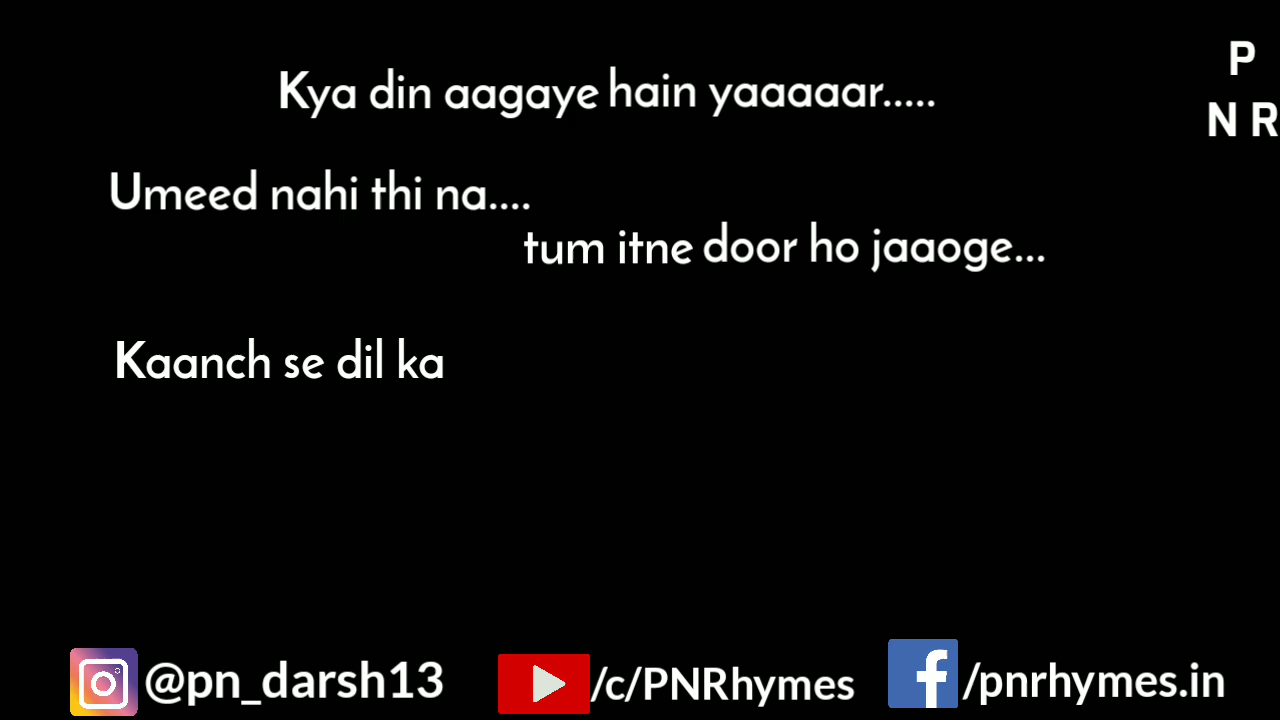 Kya din aagaye hain yaaaaar.....
P
N R
Umeed nahi thi na....
tum itne door ho jaaoge...
Kaanch se dil ka
@pn_darsh13
/c/PNRhymes
/pnrhymes.in